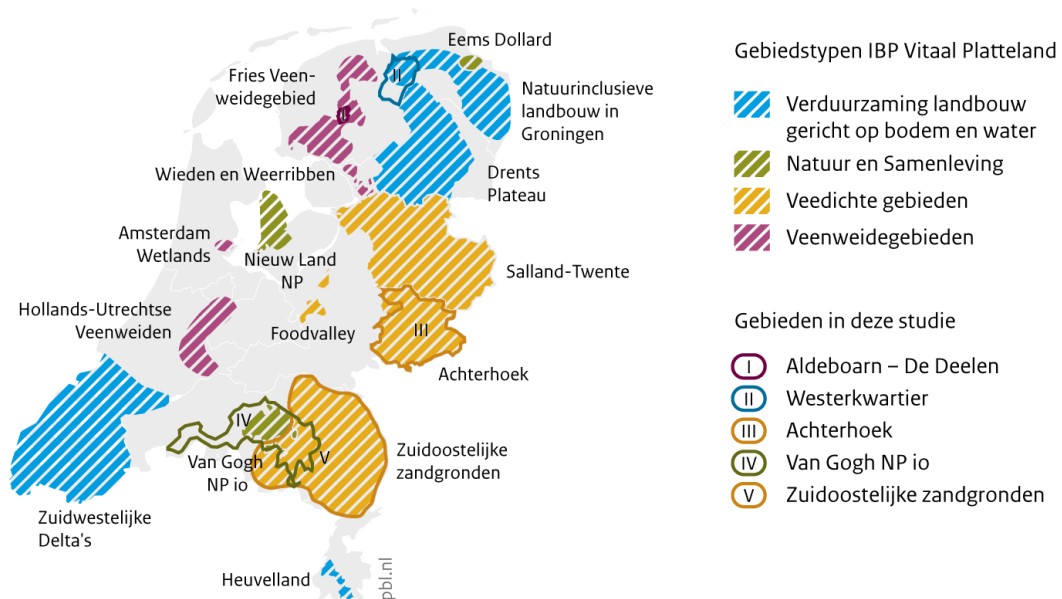 Eems Dollard
Fries Veen-
weidegebied
II
I
Natuurinclusieve
landbouw in
Groningen
Wieden en Weerribben
Drents
Plateau
Amsterdam
Wetlands
Nieuw Land
NP
Salland-Twente
Hollands-Utrechtse
Veenweiden
Foodvalley
III
Achterhoek
IV
V
Van Gogh
NP io
Zuidoostelijke
zandgronden
Zuidwestelijke
Delta's
Heuvelland
pbl.nl
Gebiedstypen IBP Vitaal Platteland
Verduurzaming landbouw
gericht op bodem en water
Natuur en Samenleving
Veedichte gebieden
Veenweidegebieden
Gebieden in deze studie
I Aldeboarn – De Deelen
II Westerkwartier
III Achterhoek
IV Van Gogh NP io
V Zuidoostelijke zandgronden